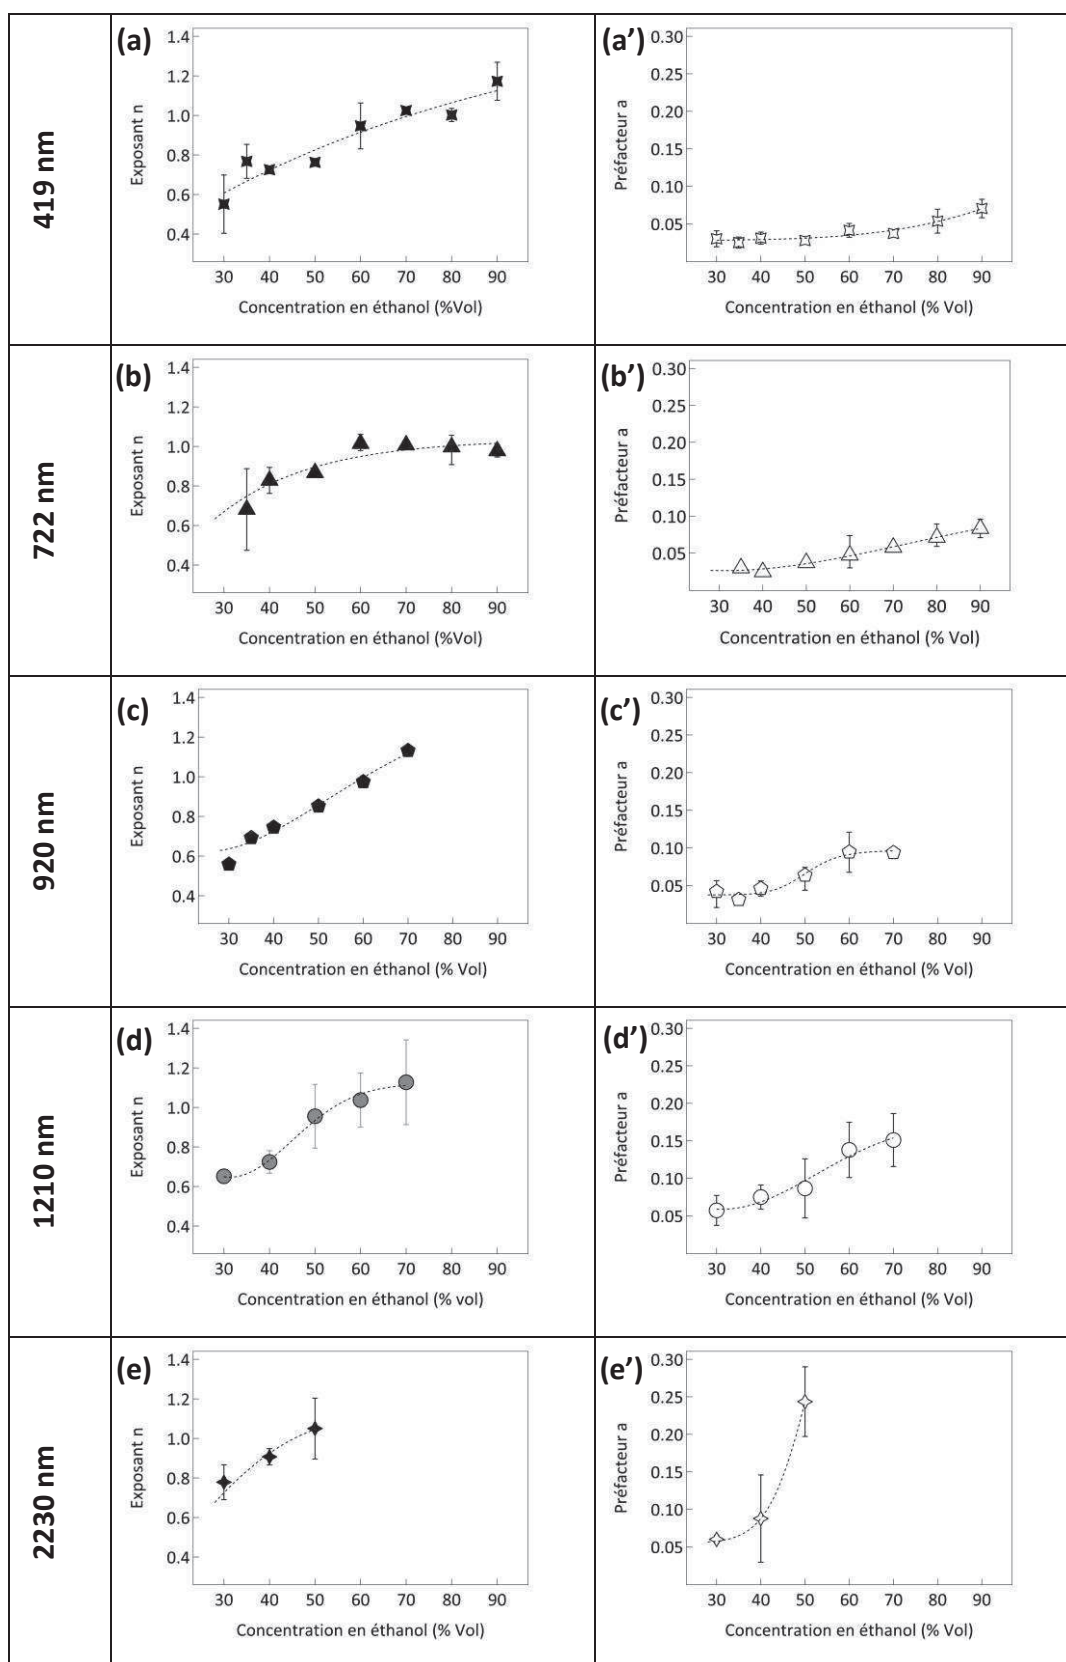 419 nm
(a)
Exposant n
1.4
1.2
1.0
0.8
0.6
0.4
30 40 50 60 70 80 90
Concentration en éthanol (%Vol)
(a’)
Préfacteur a
0.30
0.25
0.20
0.15
0.10
0.05
30 40 50 60 70 80 90
Concentration en éthanol (%Vol)
722 nm
(b)
Exposant n
1.4
1.2
1.0
0.8
0.6
0.4
30 40 50 60 70 80 90
Concentration en éthanol (%Vol)
(b’)
Préfacteur a
0.30
0.25
0.20
0.15
0.10
0.05
30 40 50 60 70 80 90
Concentration en éthanol (% Vol)
920 nm
(c)
Exposant n
1.4
1.2
1.0
0.8
0.6
0.4
30 40 50 60 70 80 90
Concentration en éthanol (% Vol)
(c’)
Préfacteur a
0.30
0.25
0.20
0.15
0.10
0.05
30 40 50 60 70 80 90
Concentration en éthanol (% Vol)
1210 nm
(d)
Exposant n
1.4
1.2
1.0
0.8
0.6
0.4
30 40 50 60 70 80 90
Concentration en éthanol (% vol)
(d’)
Préfacteur a
0.30
0.25
0.20
0.15
0.10
0.05
30 40 50 60 70 80 90
Concentration en éthanol (% Vol)
2230 nm
(e)
Exposant n
1.4
1.2
1.0
0.8
0.6
0.4
30 40 50 60 70 80 90
Concentration en éthanol (% Vol)
(e’)
Préfacteur a
0.30
0.25
0.20
0.15
0.10
0.05
30 40 50 60 70 80 90
Concentration en éthanol (% Vol)